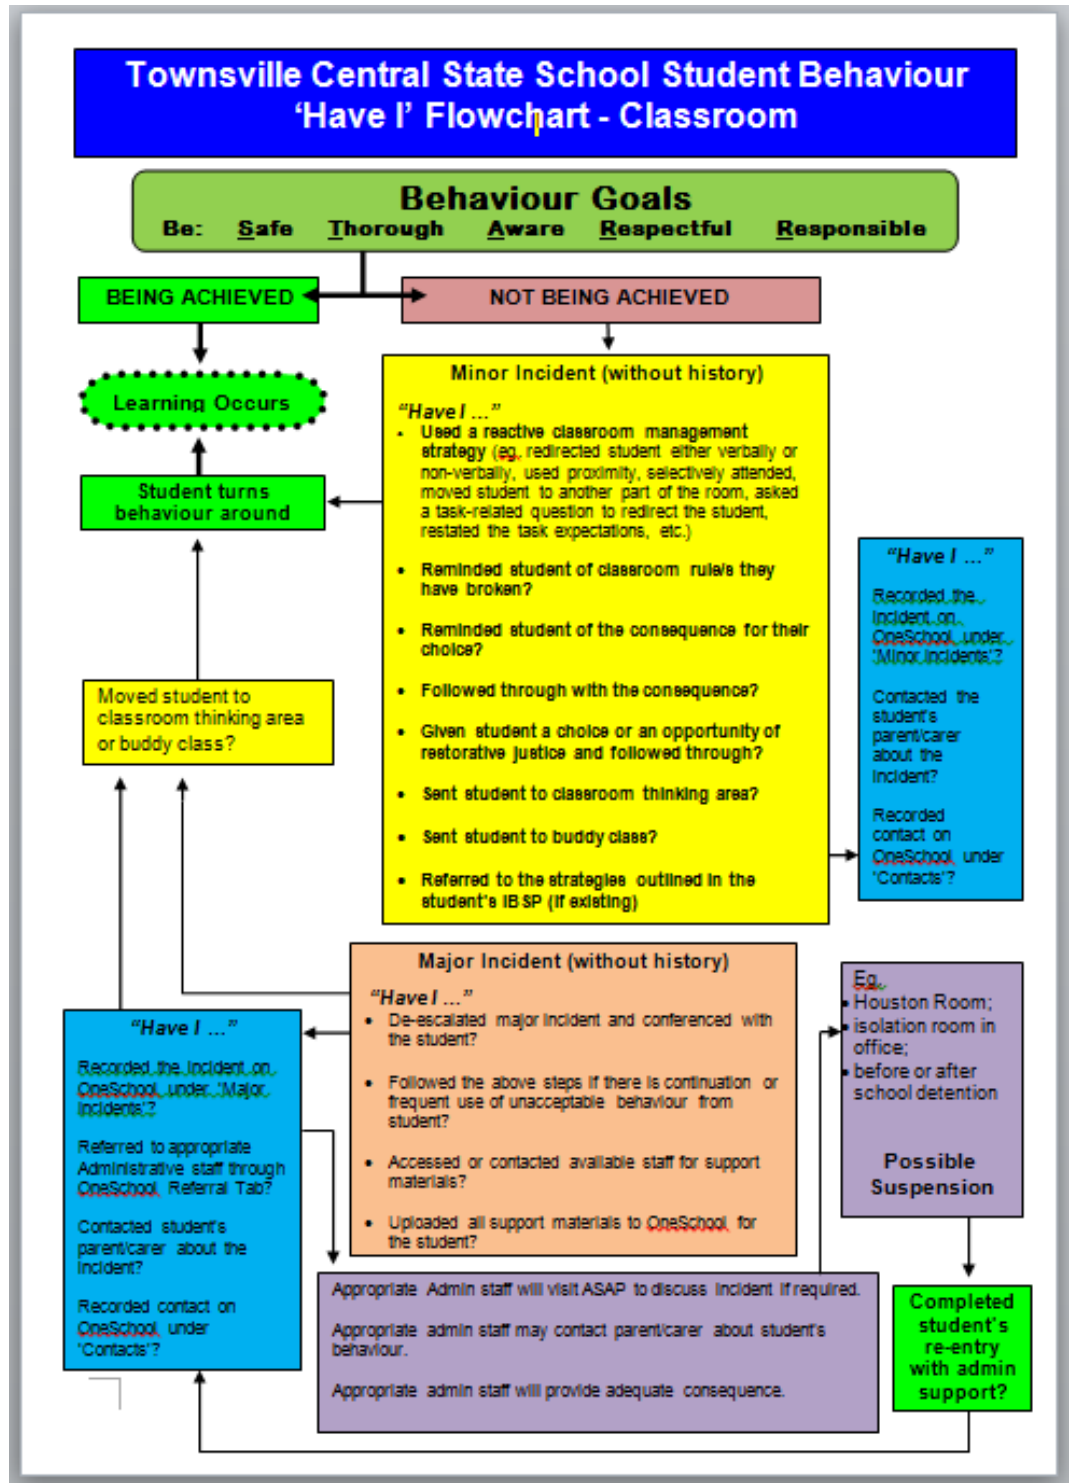 Townsville Central State School Student Behaviour
‘Have I’ Flowchart - Classroom
Behaviour Goals
Be: Safe Thorough Aware Respectful Responsible
BEING ACHIEVED
NOT BEING ACHIEVED
Learning Occurs
Student turns
behaviour around
Minor Incident (without history)
“Have I …”
• Used a reactive classroom management
strategy (eg. redirected student either verbally or
non-verbally, used proximity, selectively attended,
moved student to another part of the room, asked
a task-related question to redirect the student,
restated the task expectations, etc.)
• Reminded student of classroom rule/s they
have broken?
• Reminded student of the consequence for their
choice?
• Followed through with the consequence?
• Given student a choice or an opportunity of
restorative justice and followed through?
• Sent student to classroom thinking area?
• Sent student to buddy class?
• Referred to the strategies outlined in the
student's IBSP (if existing)
“Have I …”
Recorded the
incident on
OneSchool under
'Minor Incidents'?
Contacted the
student's
parent/carer
about the
incident?
Recorded
contact on
OneSchool under
'Contacts'?
Moved student to
classroom thinking area
or buddy class?
Major Incident (without history)
“Have I …”
• De-escalated major incident and conferenced with
the student?
• Followed the above steps if there is continuation or
frequent use of unacceptable behaviour from
student?
• Accessed or contacted available staff for support
materials?
• Uploaded all support materials to OneSchool for
the student?
“Have I …”
Recorded the incident on
OneSchool under 'Major
Incidents'?
Referred to appropriate
Administrative staff through
OneSchool Referral Tab?
Contacted student's
parent/carer about the
incident?
Recorded contact on
OneSchool under
'Contacts'?
Appropriate Admin staff will visit ASAP to discuss incident if required.
Appropriate admin staff may contact parent/carer about student's
behaviour.
Appropriate admin staff will provide adequate consequence.
Eg.
• Houston Room;
• isolation room in
office;
• before or after
school detention
Possible
Suspension
Completed
student's
re-entry
with admin
support?